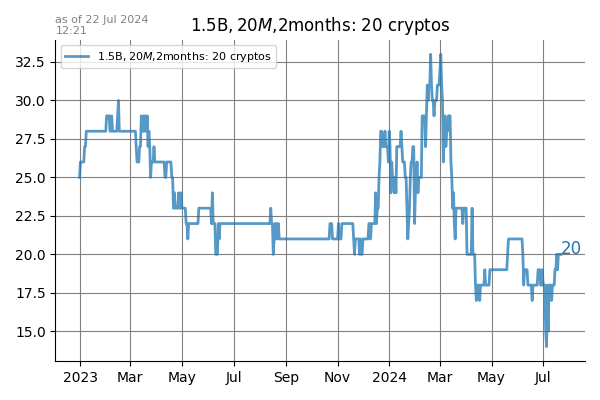 as of 22 Jul 2024
12:21
1.5B, 20M,2months: 20 cryptos
1.5B, 20M,2months: 20 cryptos
32.5
30.0
27.5
25.0
22.5
20.0
17.5
15.0
20
2023 Mar May Jul Sep Nov 2024 Mar May Jul